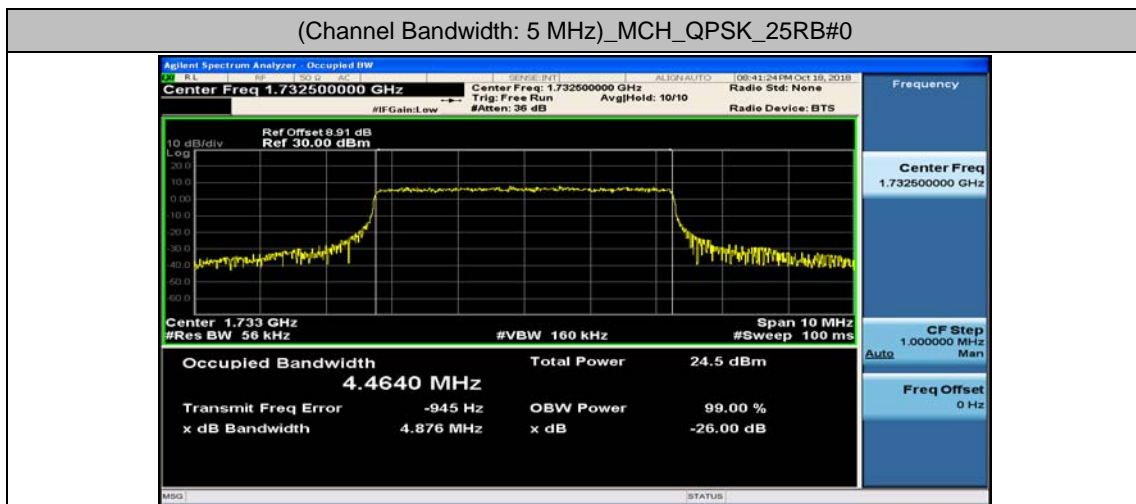 (Channel Bandwidth: 5 MHz)_MCH_QPSK_25RB#0
Agilent Spectrum Analyzer - Occupied BW
RL RF 50 Ω AC SENSE:INT ALIGN AUTO 08:41:24 PM Oct 18, 2018
Center Freq 1.732500000 GHz
Center Freq: 1.732500000 GHz
Radio Std: None
Trig: Free Run Avg|Hold: 10/10
#IFGain:Low
#Atten: 36 dB
Radio Device: BTS
Ref Offset 8.91 dB
10 dB/div Ref 30.00 dBm
Log
20.0
10.0
0.00
-10.0
-20.0
-30.0
-40.0
-50.0
-60.0
Center 1.733 GHz Span 10 MHz
#Res BW 56 kHz #VBW 160 kHz #Sweep 100 ms
Occupied Bandwidth Total Power 24.5 dBm
4.4640 MHz
Transmit Freq Error -945 Hz OBW Power 99.00 %
x dB Bandwidth 4.876 MHz x dB -26.00 dB
MSG STATUS
Frequency
Center Freq
1.732500000 GHz
CF Step
1.000000 MHz
Auto Man
Freq Offset
0 Hz